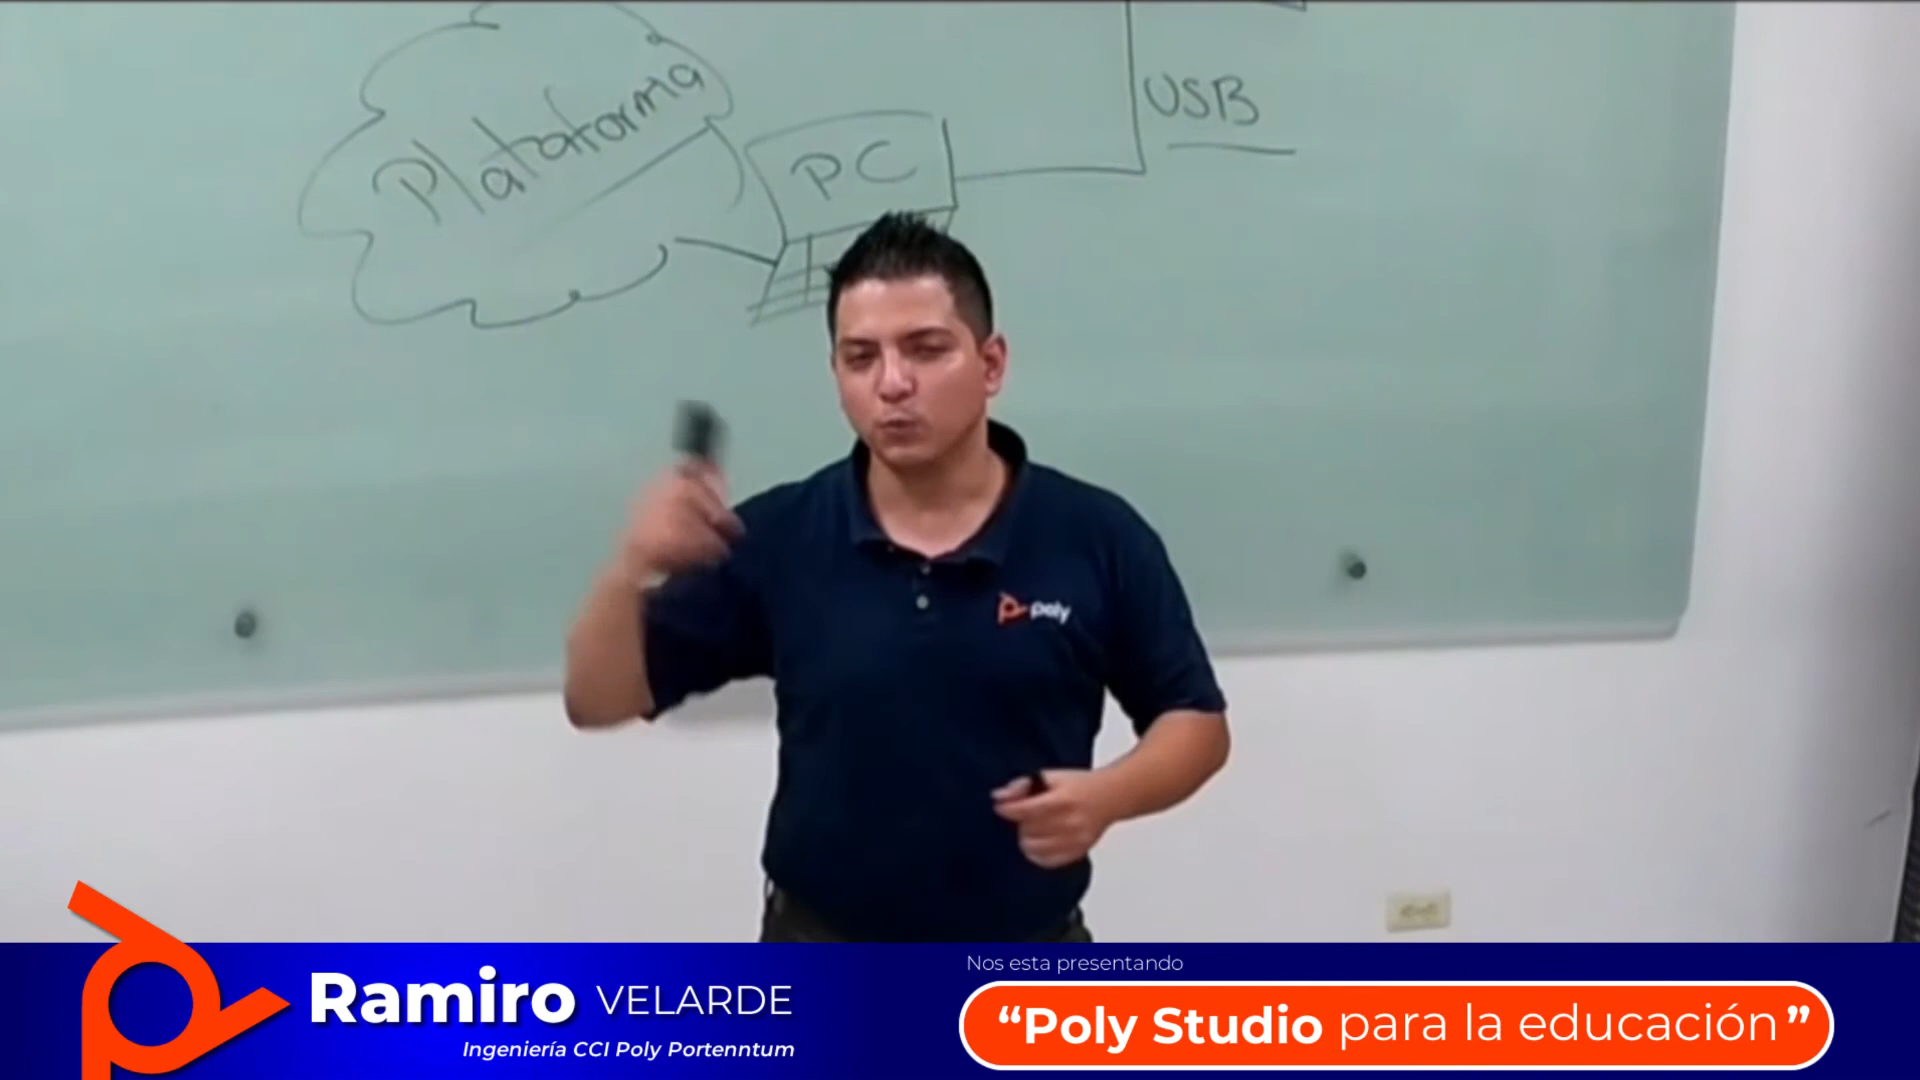 Plataforma
PC
USB
poly
Ramiro VELARDE
Ingeniería CCI Poly Portenntum
Nos esta presentando
“Poly Studio para la educación”